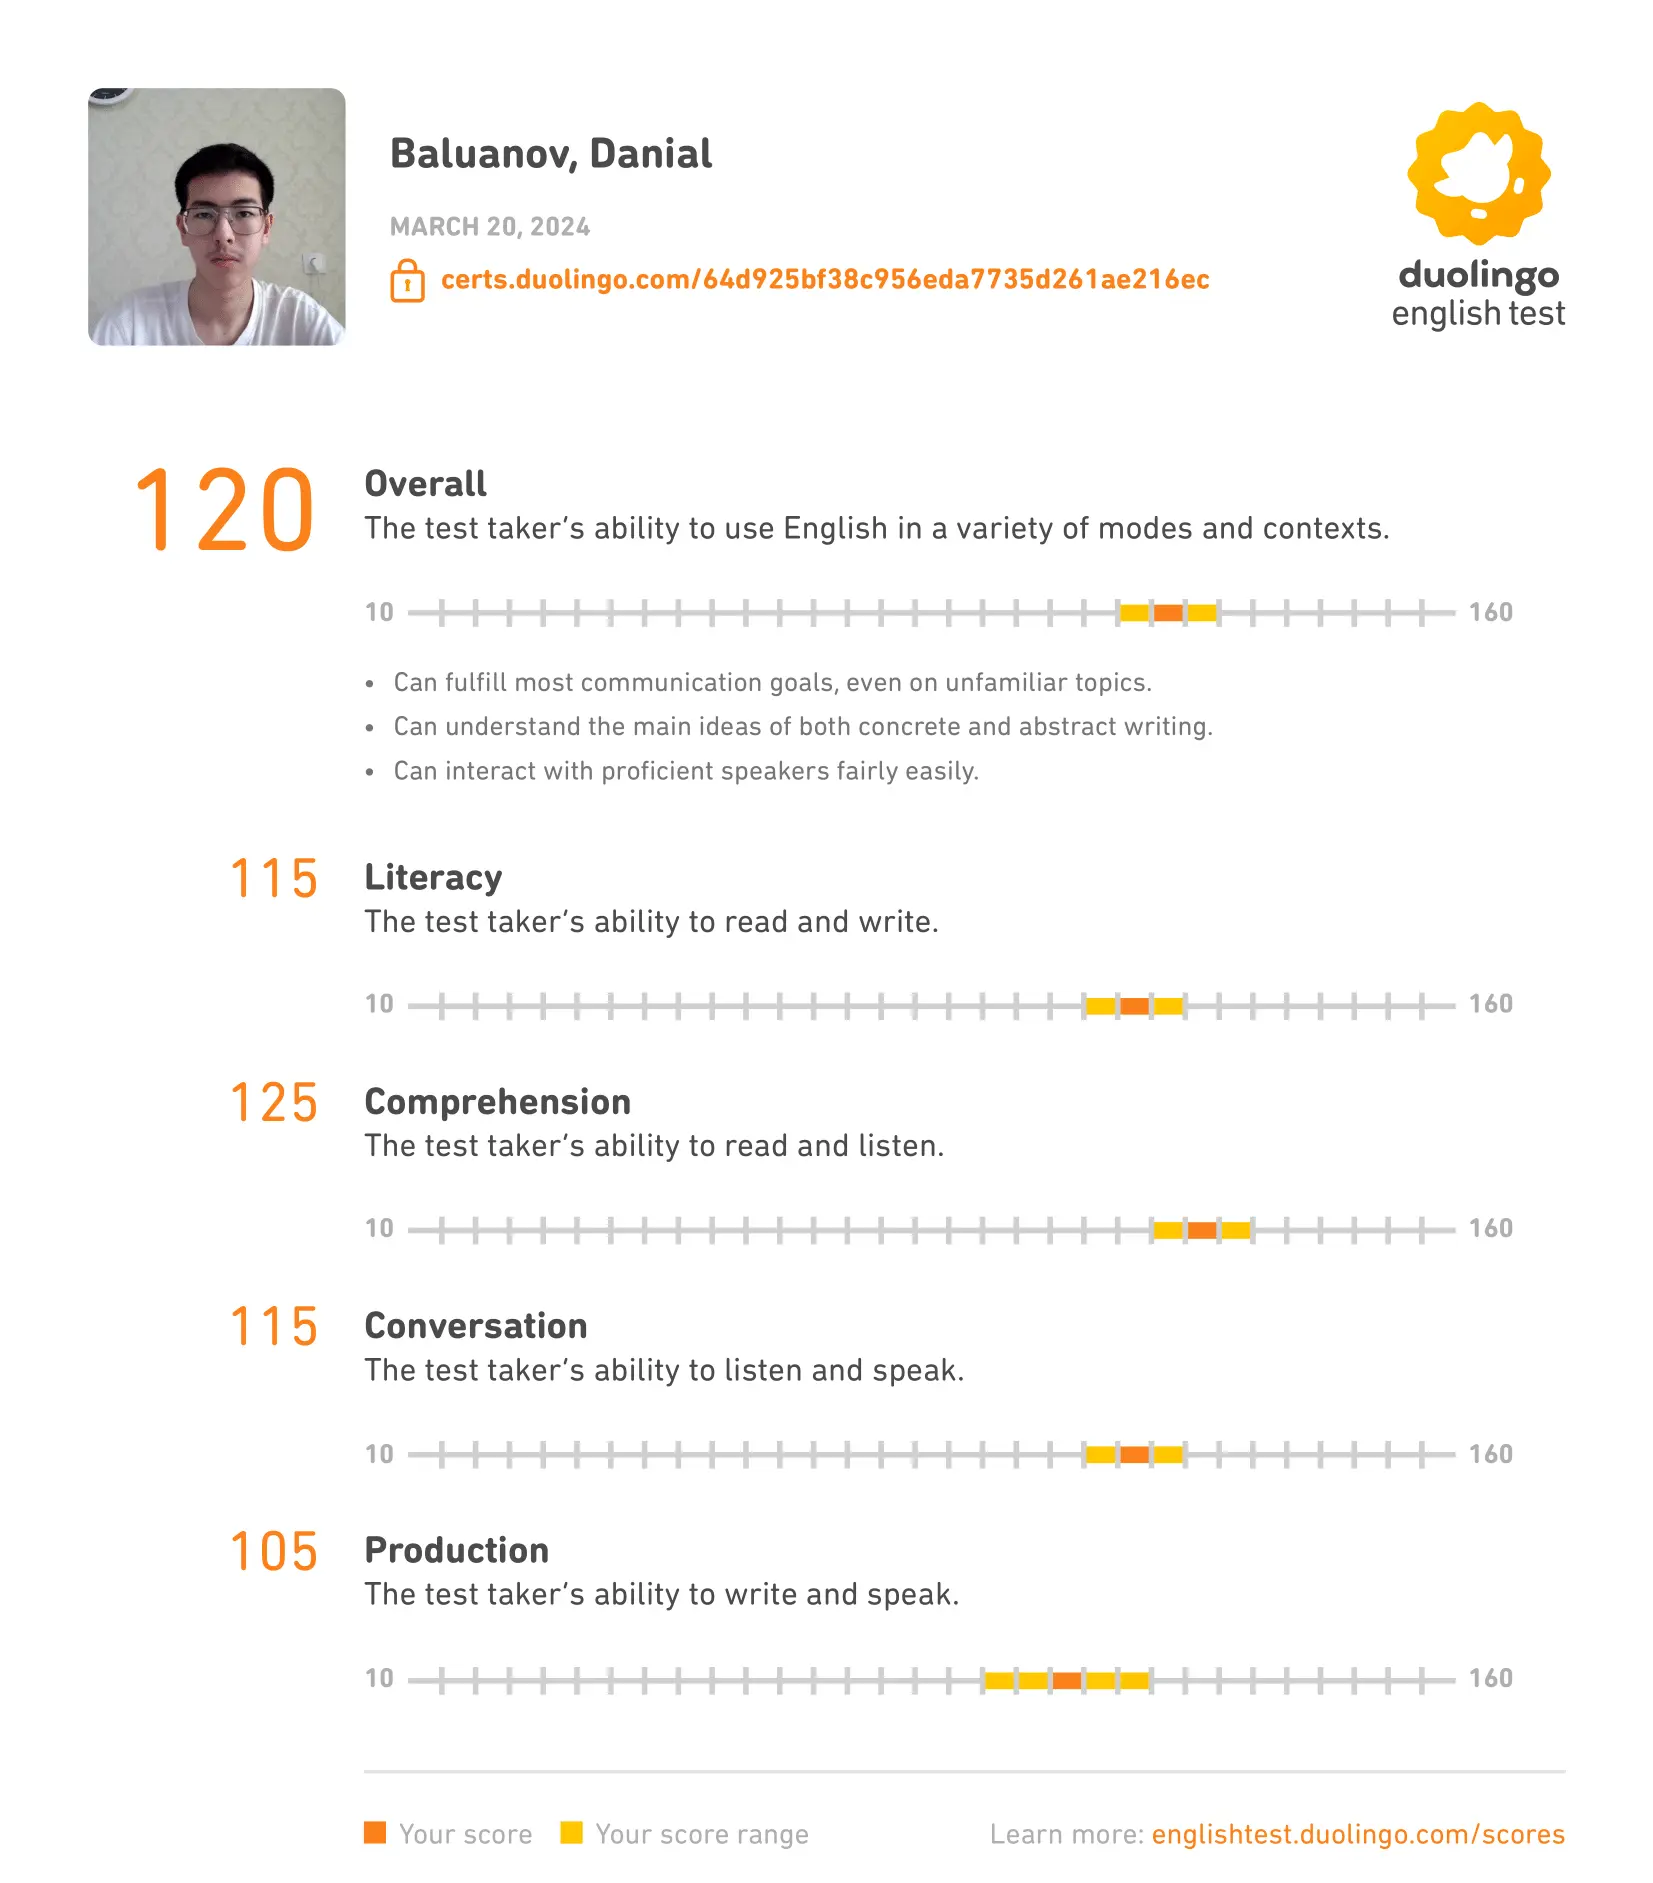 Baluanov, Danial
MARCH 20, 2024
certs.duolingo.com/64d925bf38c956eda7735d261ae216ec
duolingo
english test
120
Overall
The test taker’s ability to use English in a variety of modes and contexts.
10 160
• Can fulfill most communication goals, even on unfamiliar topics.
• Can understand the main ideas of both concrete and abstract writing.
• Can interact with proficient speakers fairly easily.
115
Literacy
The test taker’s ability to read and write.
10 160
125
Comprehension
The test taker’s ability to read and listen.
10 160
115
Conversation
The test taker’s ability to listen and speak.
10 160
105
Production
The test taker’s ability to write and speak.
10 160
Your score Your score range Learn more: englishtest.duolingo.com/scores